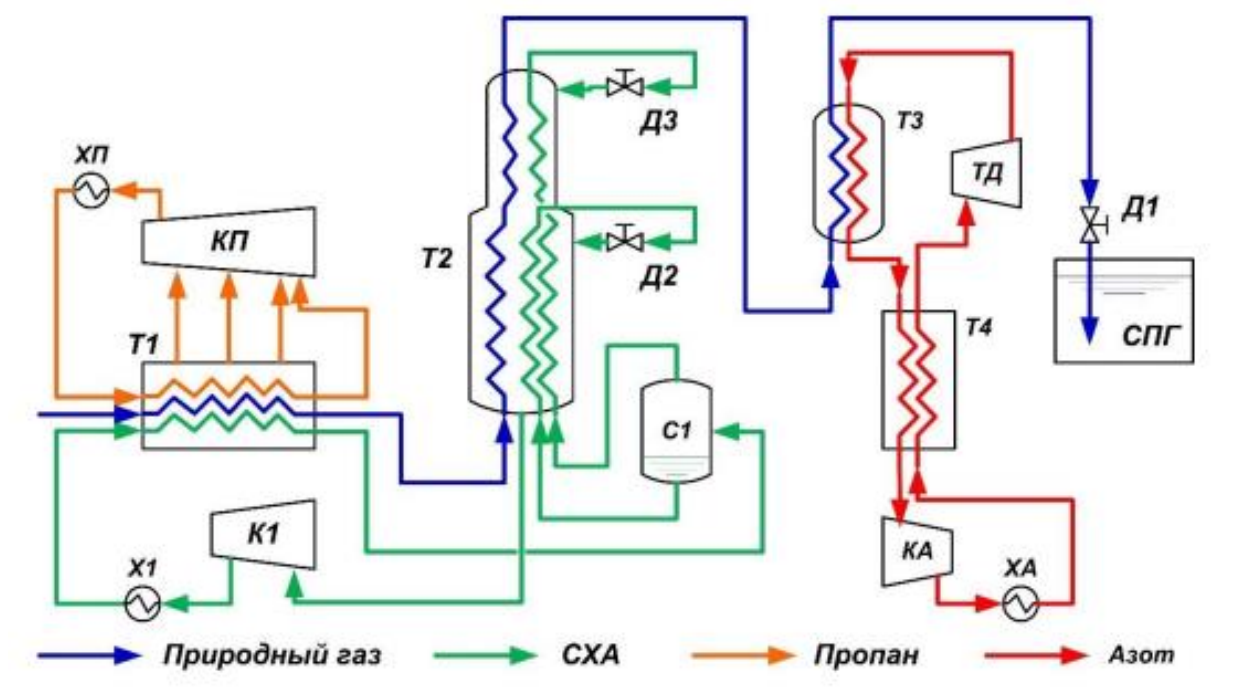 Д3
Т3
ХП
ТД
Д1
КП
Т2
Д2
Т1
Т4
СПГ
С1
К1
КА
Х1
ХА
Природный газ
СХА
Пропан
Азот